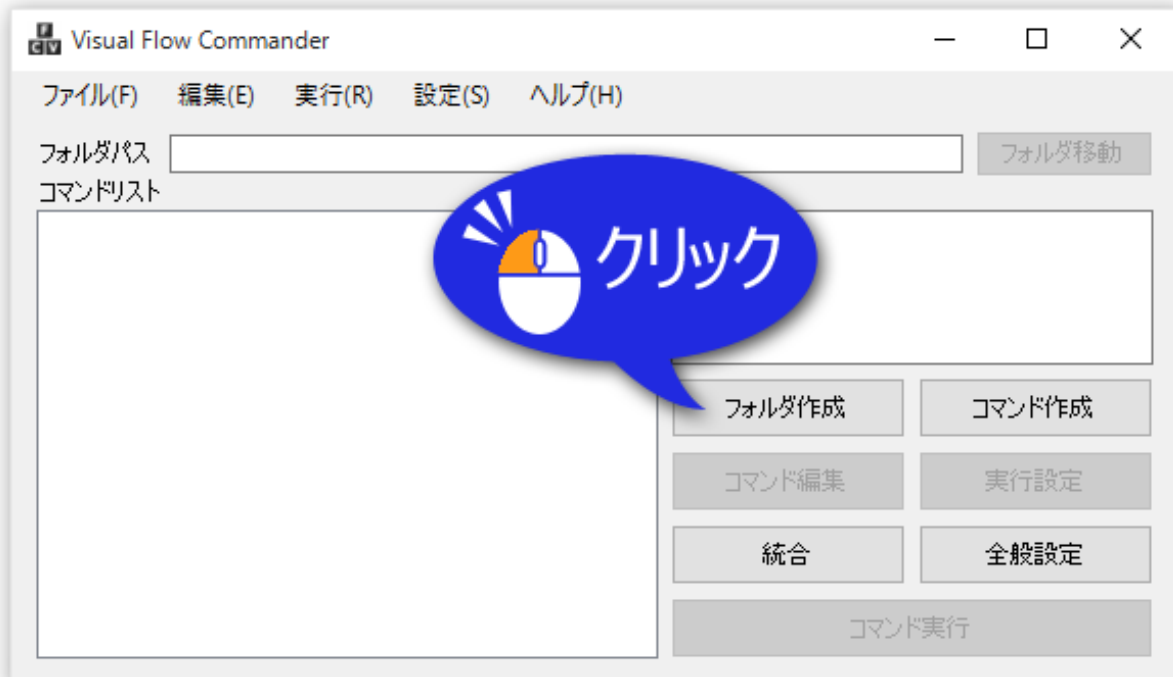 Visual Flow Commander
ファイル(F) 編集(E) 実行(R) 設定(S) ヘルプ(H)
フォルダパス フォルダ移動
コマンドリスト
クリック
フォルダ作成 コマンド作成
コマンド編集 実行設定
統合 全般設定
コマンド実行